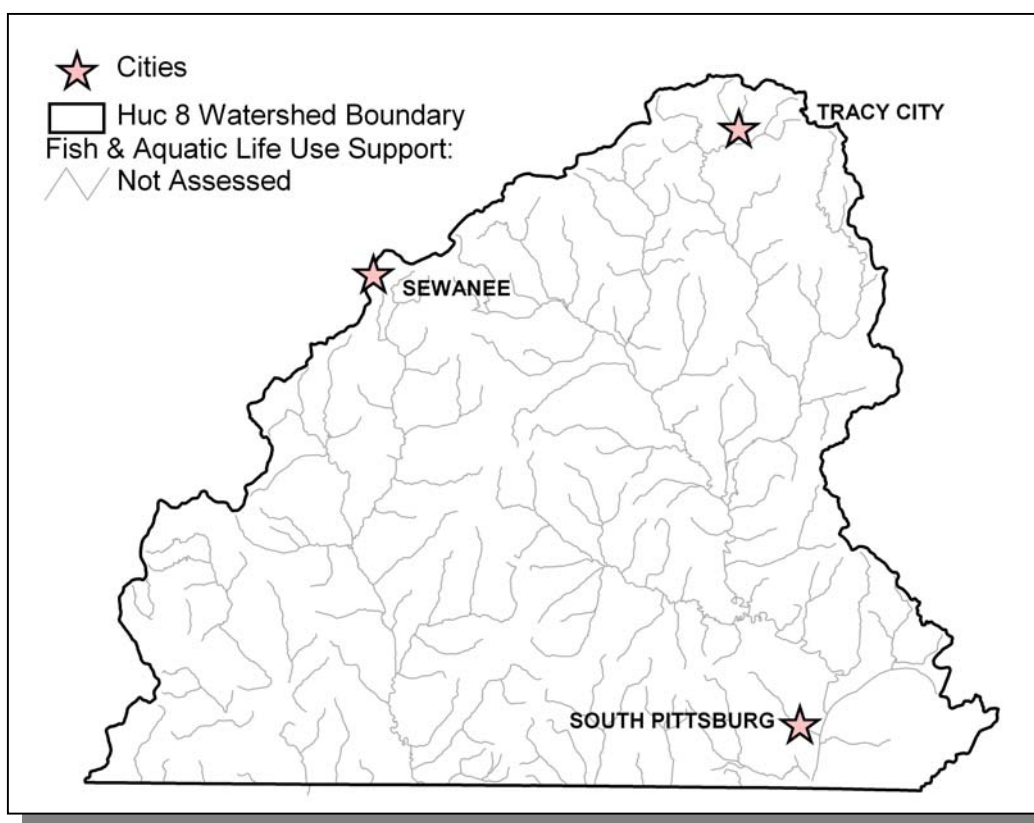 Cities
Huc 8 Watershed Boundary
Fish & Aquatic Life Use Support:
Not Assessed
TRACY CITY
SEWANEE
SOUTH PITTSBURG